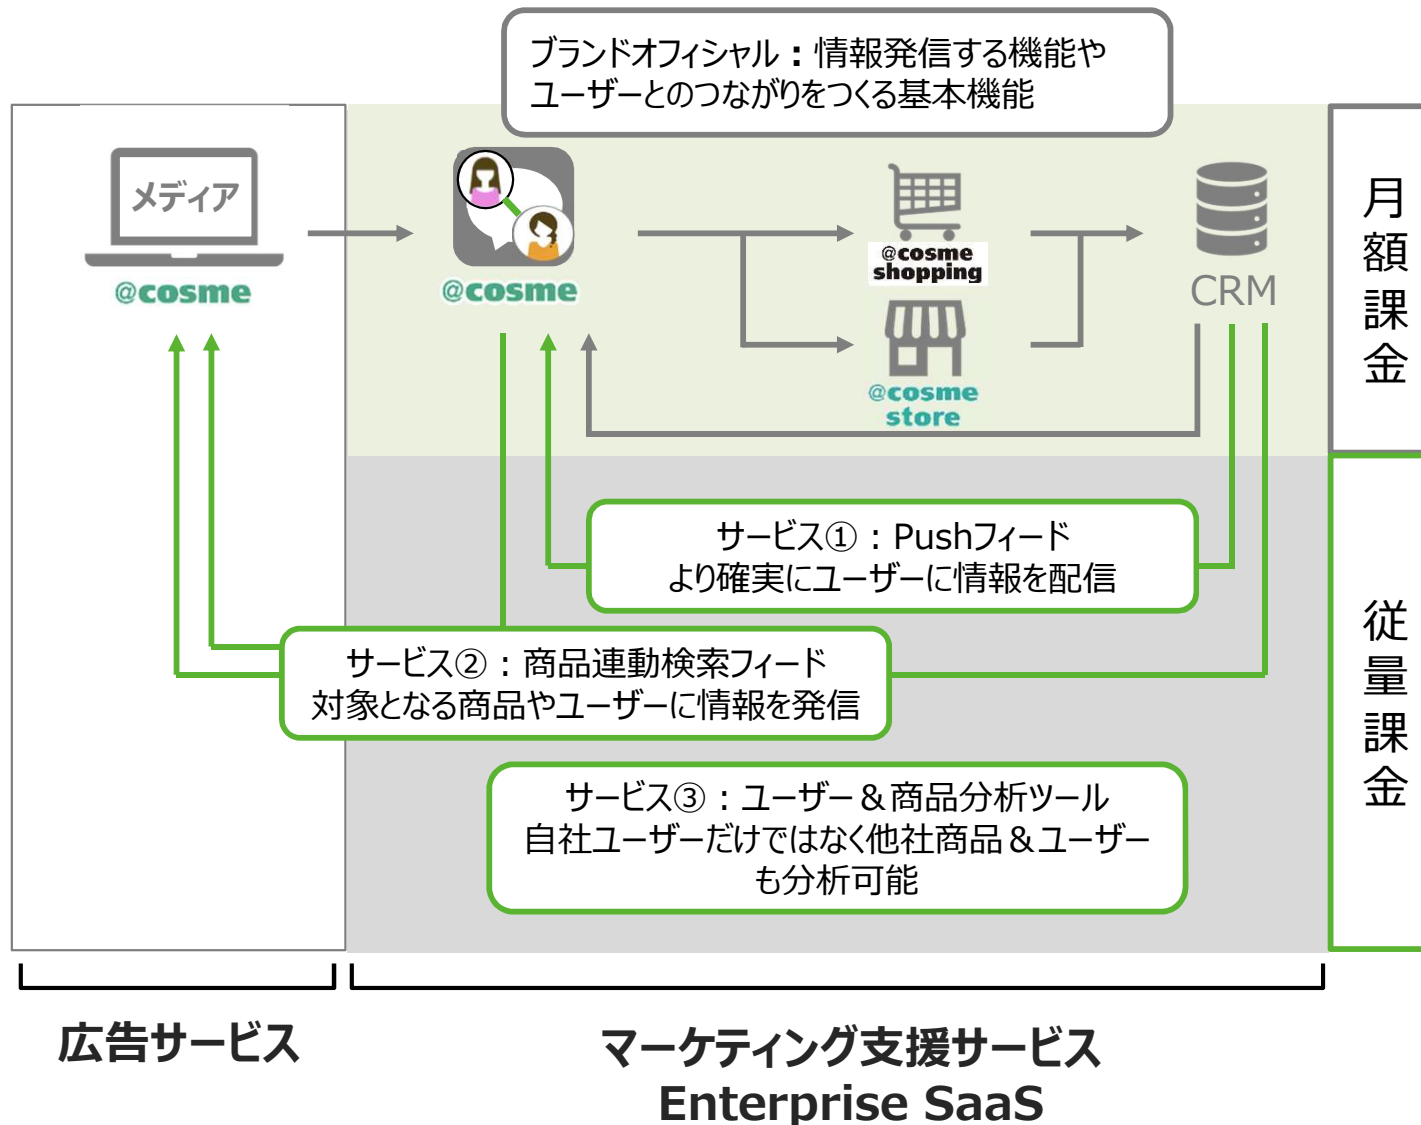 ブランドオフィシャル：情報発信する機能や
ユーザーとのつながりをつくる基本機能
メディア
@cosme
@cosme
@cosme
shopping
@cosme
store
CRM
月額課金
サービス①：Pushフィード
より確実にユーザーに情報を配信
サービス②：商品連動検索フィード
対象となる商品やユーザーに情報を発信
サービス③：ユーザー＆商品分析ツール
自社ユーザーだけではなく他社商品＆ユーザー
も分析可能
従量課金
広告サービス
マーケティング支援サービス
Enterprise SaaS